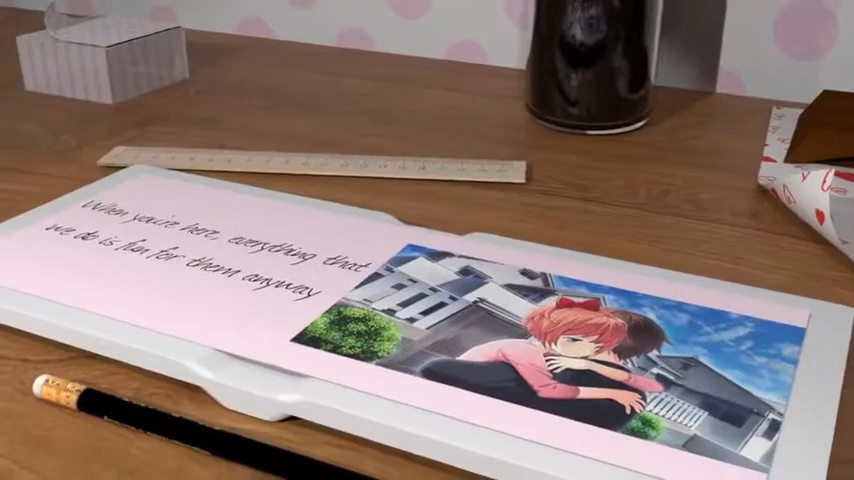 When you're here, everything that
we do is fun for them anyway